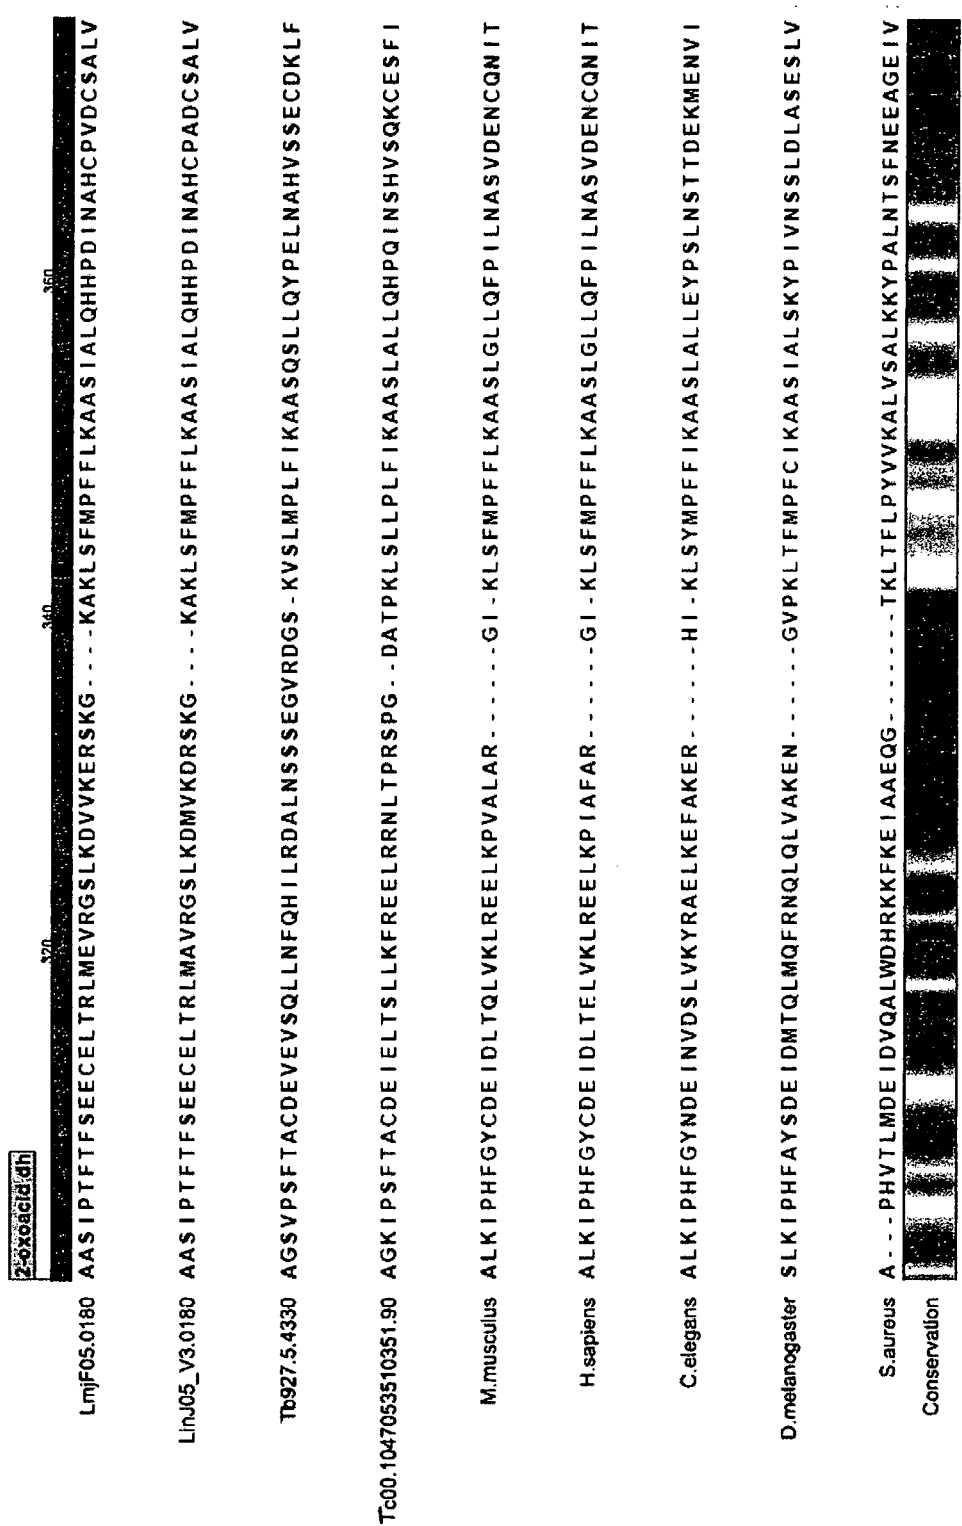 2-oxoacid dh
320 340 360
LmjF05.0180 AASIPTFTFSEECELTRLMEVRGSLKDVVKERSKG----KAKLSFMPFFLKAASIALQHHPDINAHCPVDCSALV
LinJ05_V3.0180 AASIPTFTFSEECELTRLMAVRGSLKDMVKDRSKG----KAKLSFMPFFLKAASIALQHHPDINAHCPADCSALV
Tb927.5.4330 AGSVPSFTACDEVEVSQLLNFQHILRDALNSSSEGVRDGS-KVSLMPLFIKAASQSLLQYPELNAHVSSECDKLF
Tc00.1047053510351.90 AGKIPSFTACDEIELTSLLKFREELRRNLTPRSPG--DATPKLSLLPLFIKAASLALLQHPQINSHVSQKCESFI
M.musculus ALKIPHFGYCDEIDLTQLVKLREELKPVALAR------GI-KLSFMPFFLKAASLGLLQFPILNASVDENCQNIT
H.sapiens ALKIPHFGYCDEIDLTELVKLREELKPIAFAR------GI-KLSFMPFFLKAASLGLLQFPILNASVDENCQNIT
C.elegans ALKIPHFGYNDEINVDSLVKYRAELKEFAKER------HI-KLSYMPFFIKAASLALLEYPSLNSTTDEKMENVI
D.melanogaster SLKIPHFAYSDEIDMTQLMQFRNQLQLVAKEN------GVPKLTFMPFCIKAASIALSKYPIVNSSLDLASESLV
S.aureus A---PHVTLMDEIDVQALWDHRKKFKEIAAEQG------TKLTFLPYVVKALVSALKKYPALNTSFNEEAGEIV
Conservation